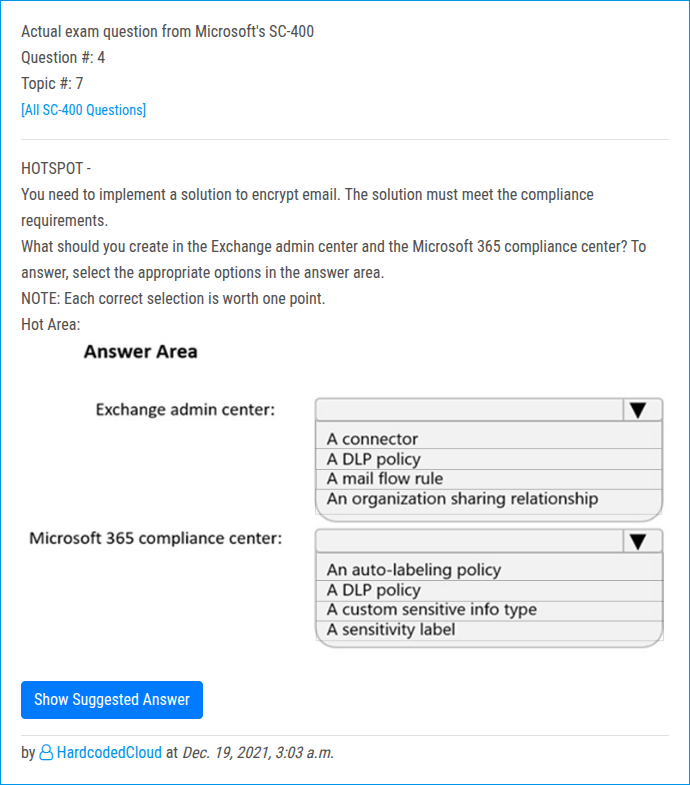 Actual exam question from Microsoft's SC-400
Question #: 4
Topic #: 7
[All SC-400 Questions]
HOTSPOT -
You need to implement a solution to encrypt email. The solution must meet the compliance
requirements.
What should you create in the Exchange admin center and the Microsoft 365 compliance center? To
answer, select the appropriate options in the answer area.
NOTE: Each correct selection is worth one point.
Hot Area:
Answer Area
Exchange admin center:
A connector
A DLP policy
A mail flow rule
An organization sharing relationship
Microsoft 365 compliance center:
An auto-labeling policy
A DLP policy
A custom sensitive info type
A sensitivity label
Show Suggested Answer
by HardcodedCloud at Dec. 19, 2021, 3:03 a.m.